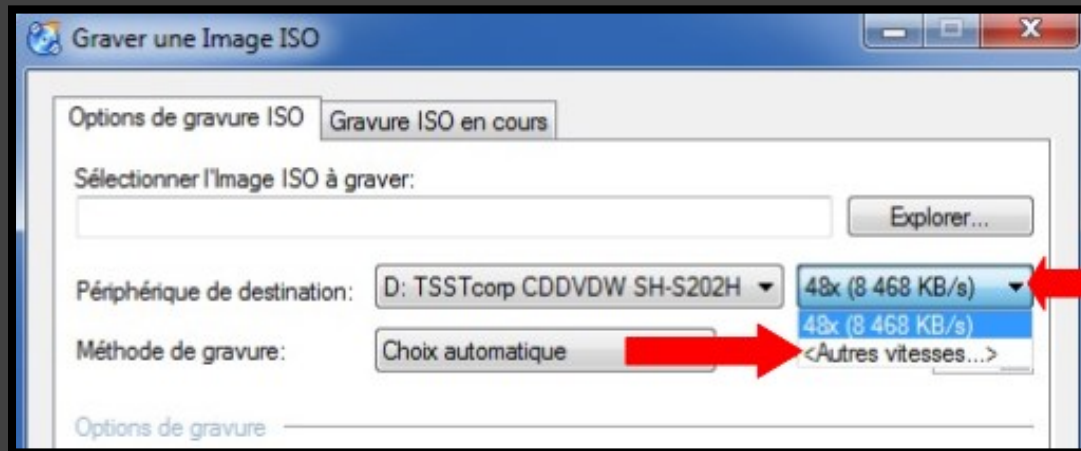 Graver une Image ISO
Options de gravure ISO Gravure ISO en cours
Sélectionner l'Image ISO à graver:
Explorer...
Périphérique de destination: D: TSSTcorp CDDVDW SH-S202H 48x (8 468 KB/s)
48x (8 468 KB/s)
Méthode de gravure: Choix automatique <Autres vitesses...>
Options de gravure